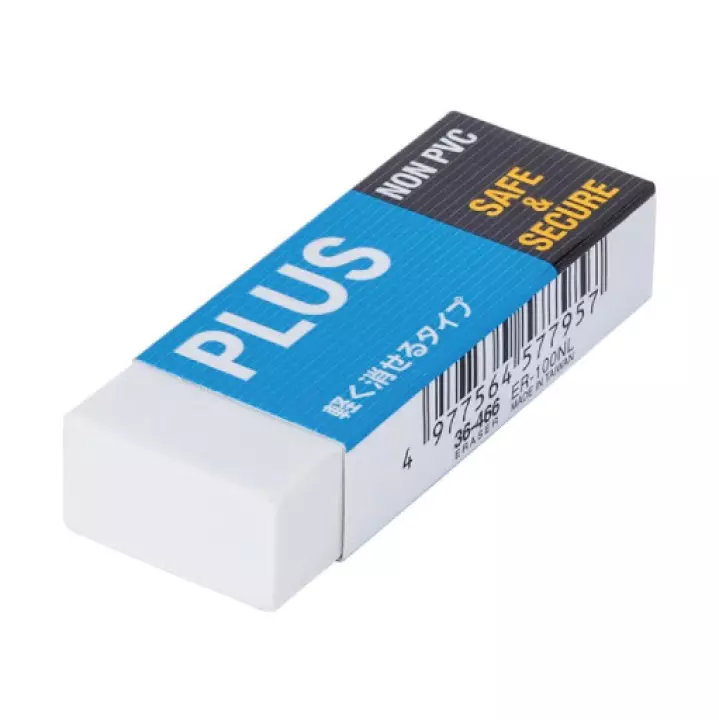 PLUS
軽く消せるタイプ
NON PVC
SAFE
&
SECURE
4 977564 577957
36-466
ERASER
ER-100NL
MADE IN TAIWAN